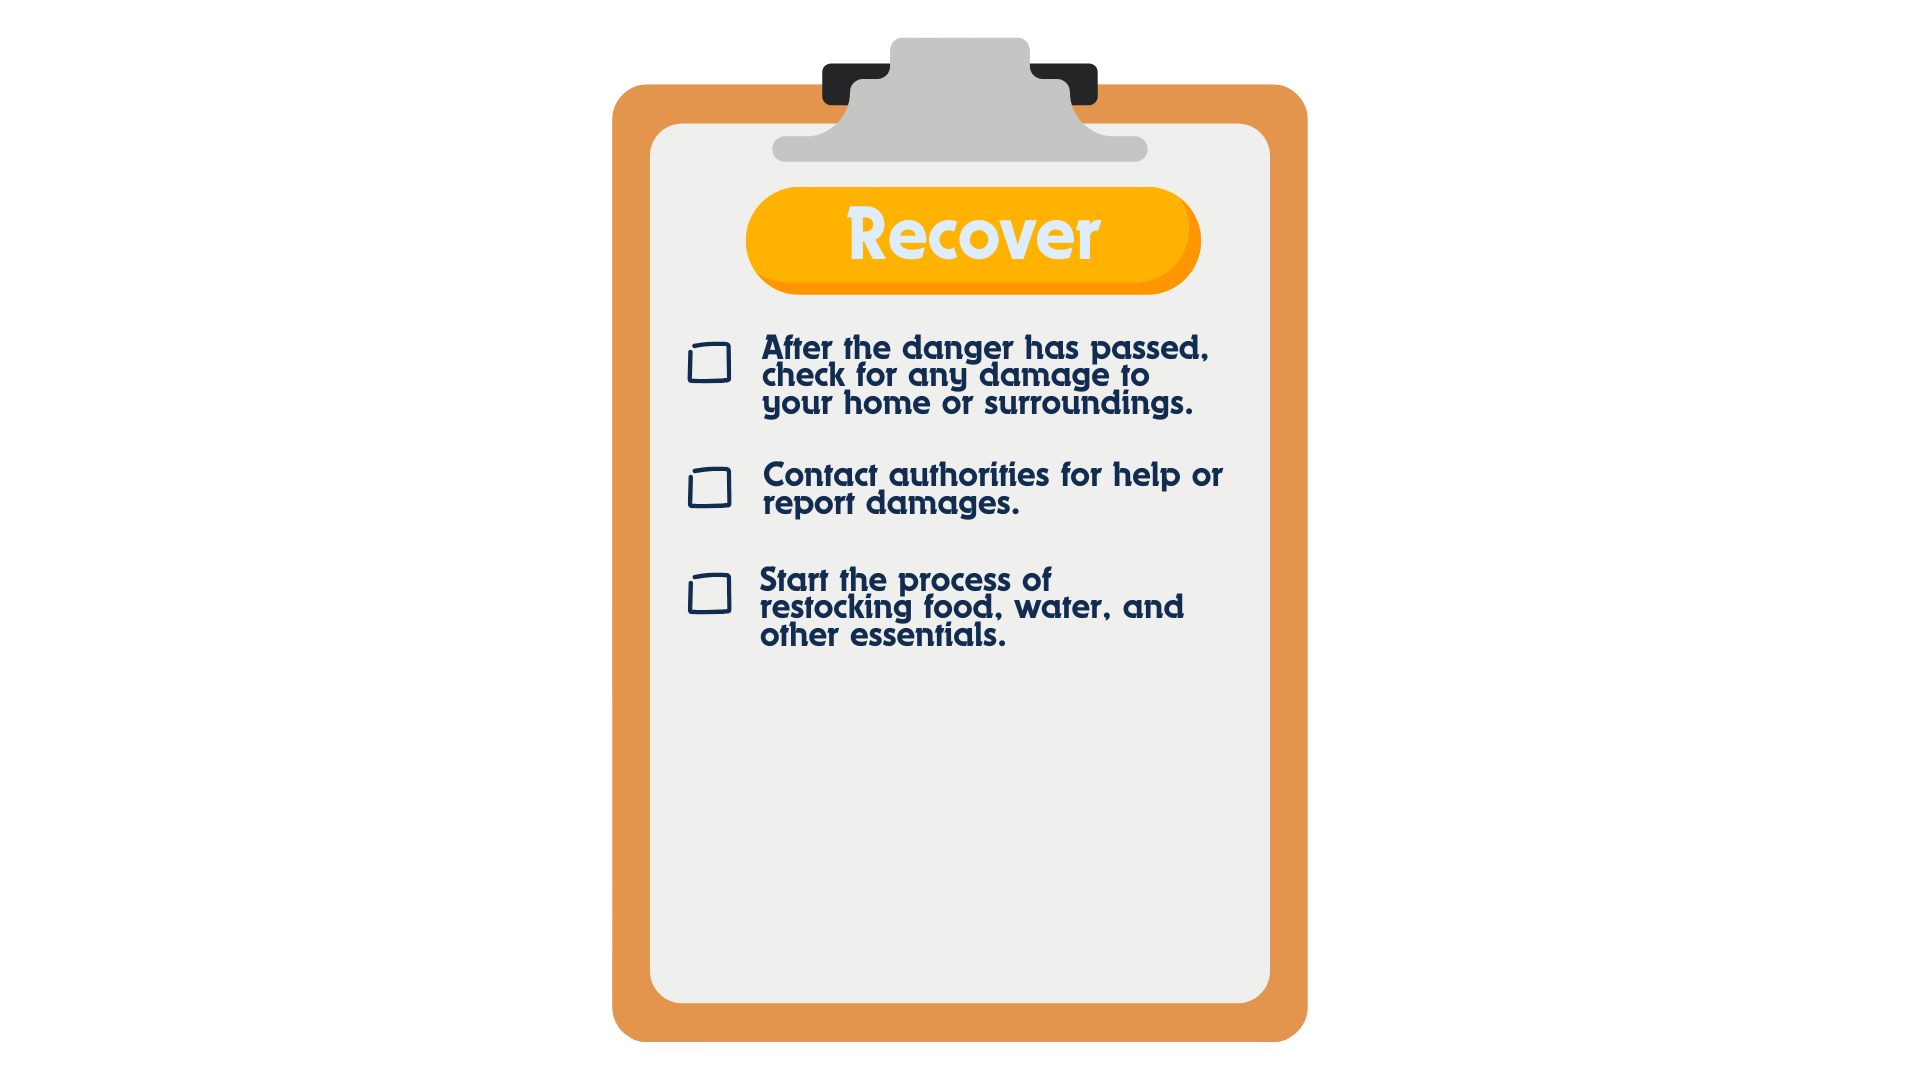 Recover
After the danger has passed,
check for any damage to
your home or surroundings.
Contact authorities for help or
report damages.
Start the process of
restocking food, water, and
other essentials.